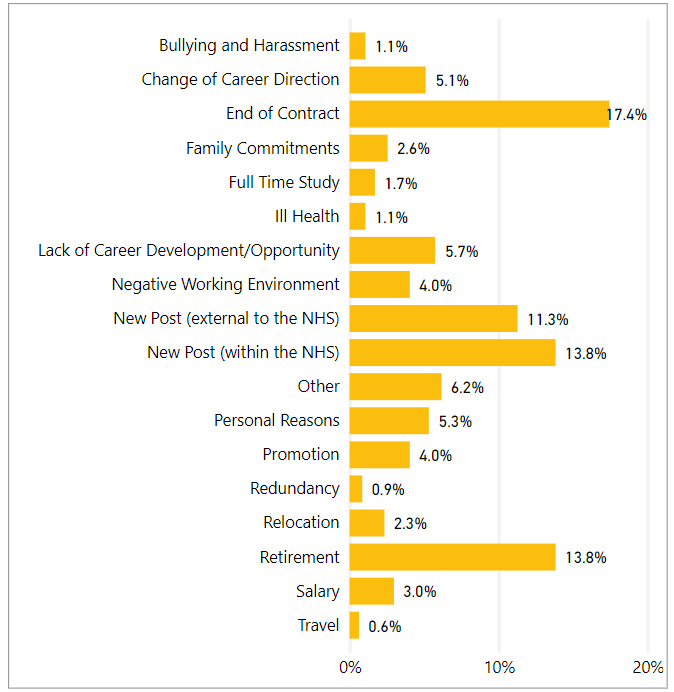 Bullying and Harassment 1.1%
Change of Career Direction 5.1%
End of Contract 17.4%
Family Commitments 2.6%
Full Time Study 1.7%
Ill Health 1.1%
Lack of Career Development/Opportunity 5.7%
Negative Working Environment 4.0%
New Post (external to the NHS) 11.3%
New Post (within the NHS) 13.8%
Other 6.2%
Personal Reasons 5.3%
Promotion 4.0%
Redundancy 0.9%
Relocation 2.3%
Retirement 13.8%
Salary 3.0%
Travel 0.6%
0% 10% 20%